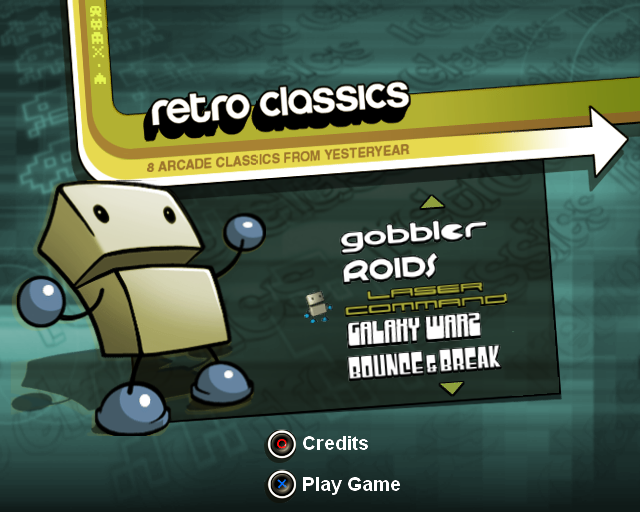 retro classics
8 ARCADE CLASSICS FROM YESTERYEAR
gobbler
ROIDS
LASER
COMMAND
GALAXY WARZ
BOUNCE & BREAK
Credits
Play Game